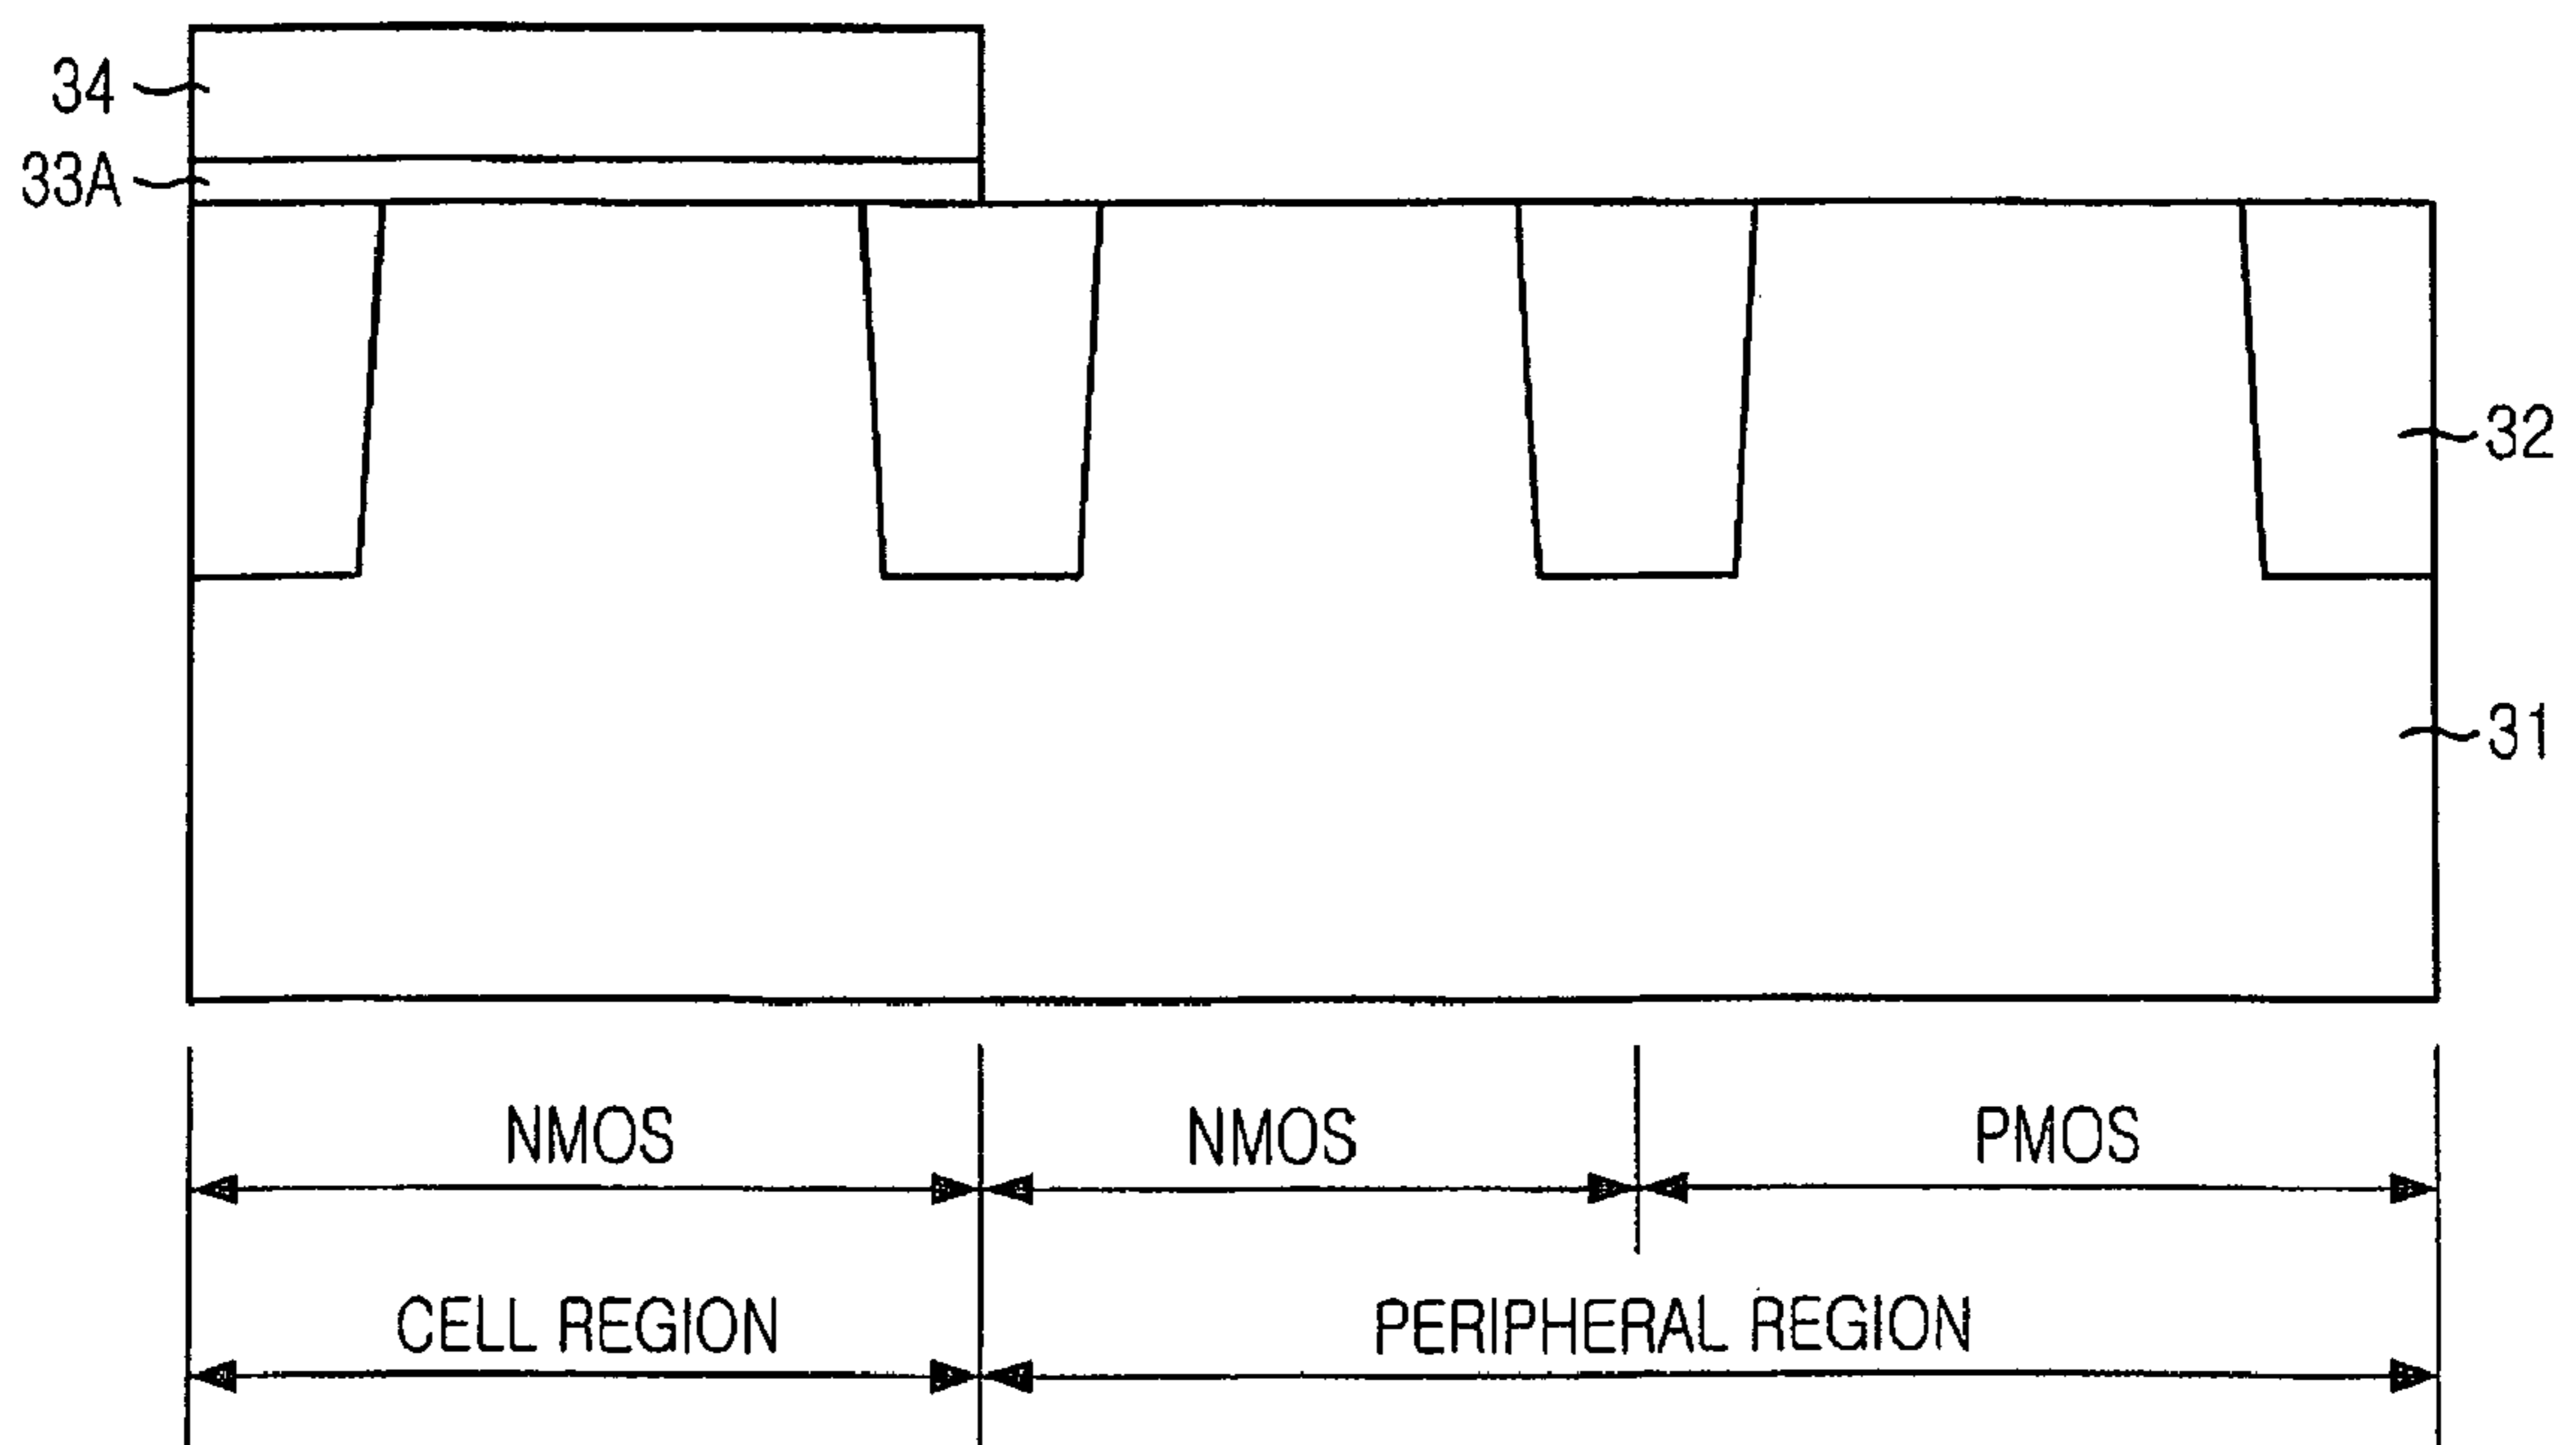 34
33A
32
31
NMOS NMOS PMOS
CELL REGION PERIPHERAL REGION